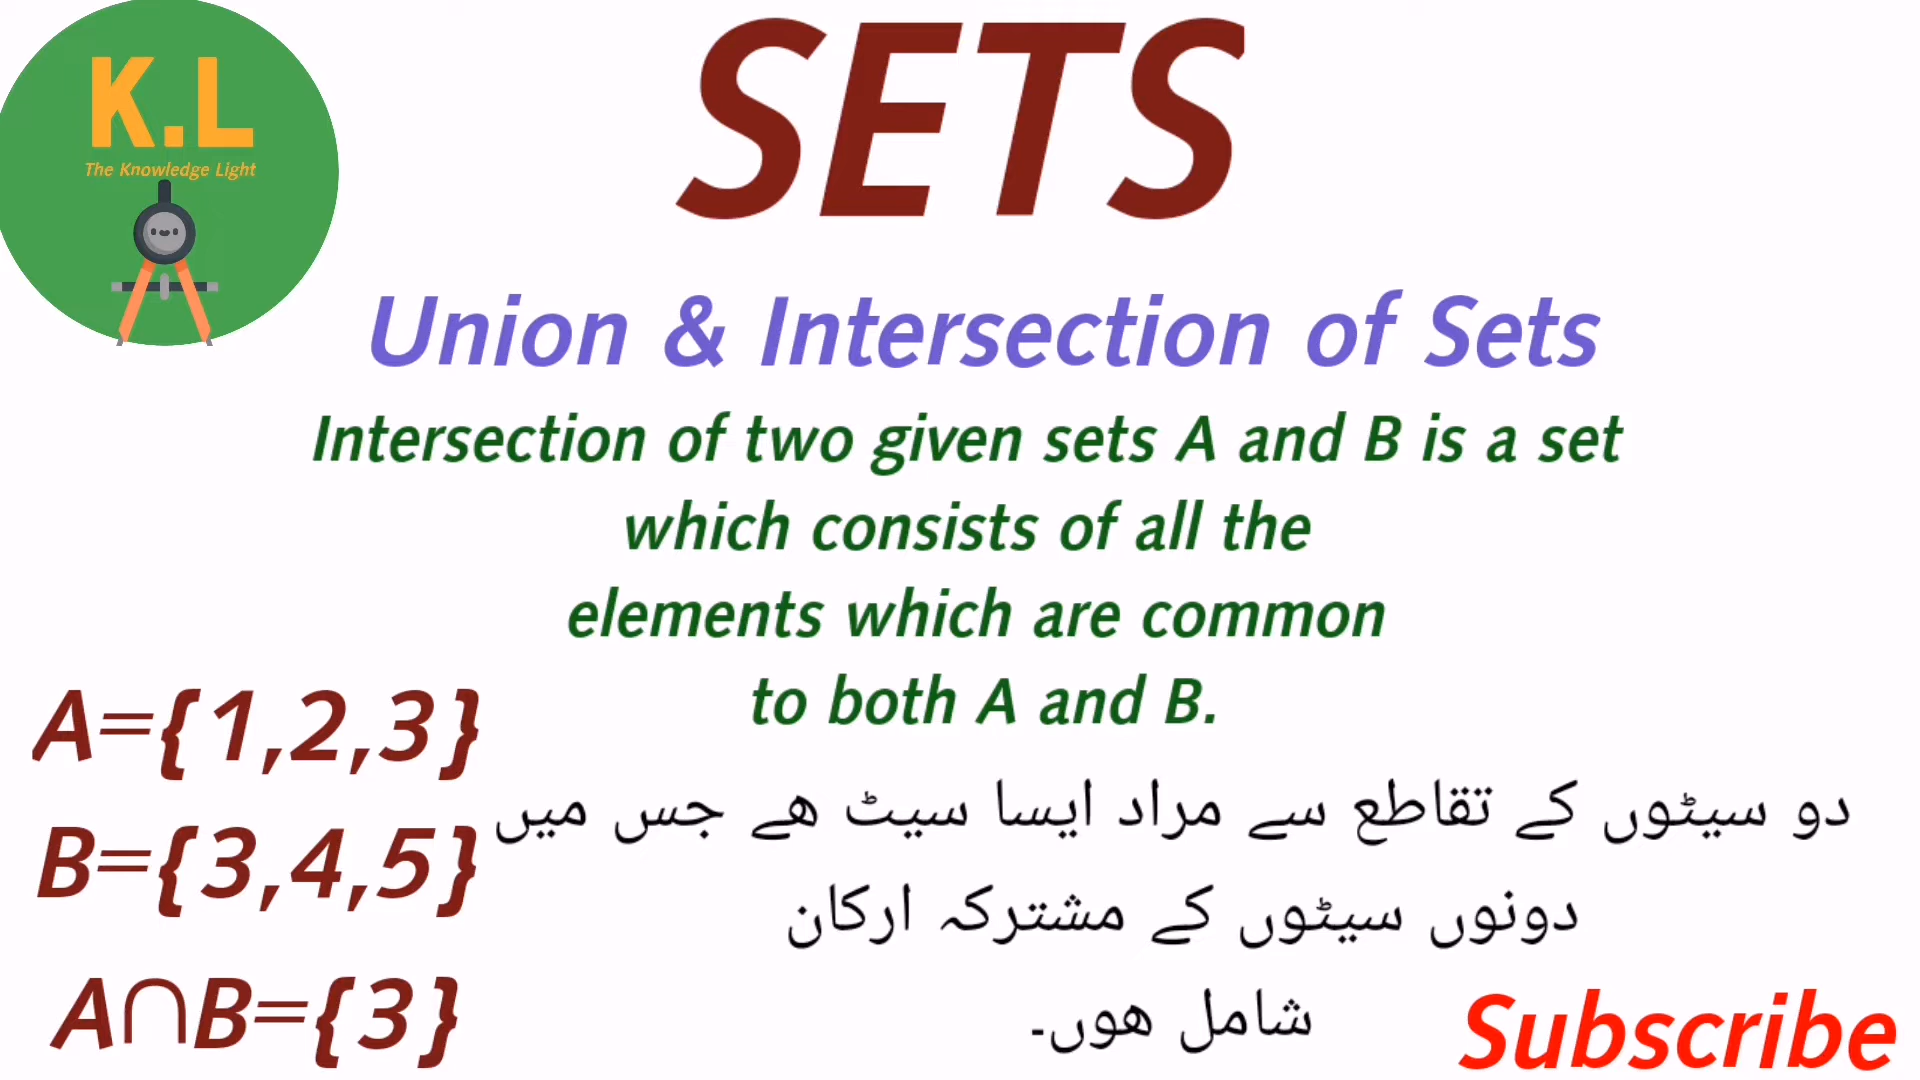 K.L
The Knowledge Light
SETS
Union & Intersection of Sets
Intersection of two given sets A and B is a set
which consists of all the
elements which are common
to both A and B.
A={1,2,3}
B={3,4,5}
A∩B={3}
دو سیٹوں کے تقاطع سے مراد ایسا سیٹ ھے جس میں
دونوں سیٹوں کے مشترکہ ارکان
شامل ھوں۔
Subscribe